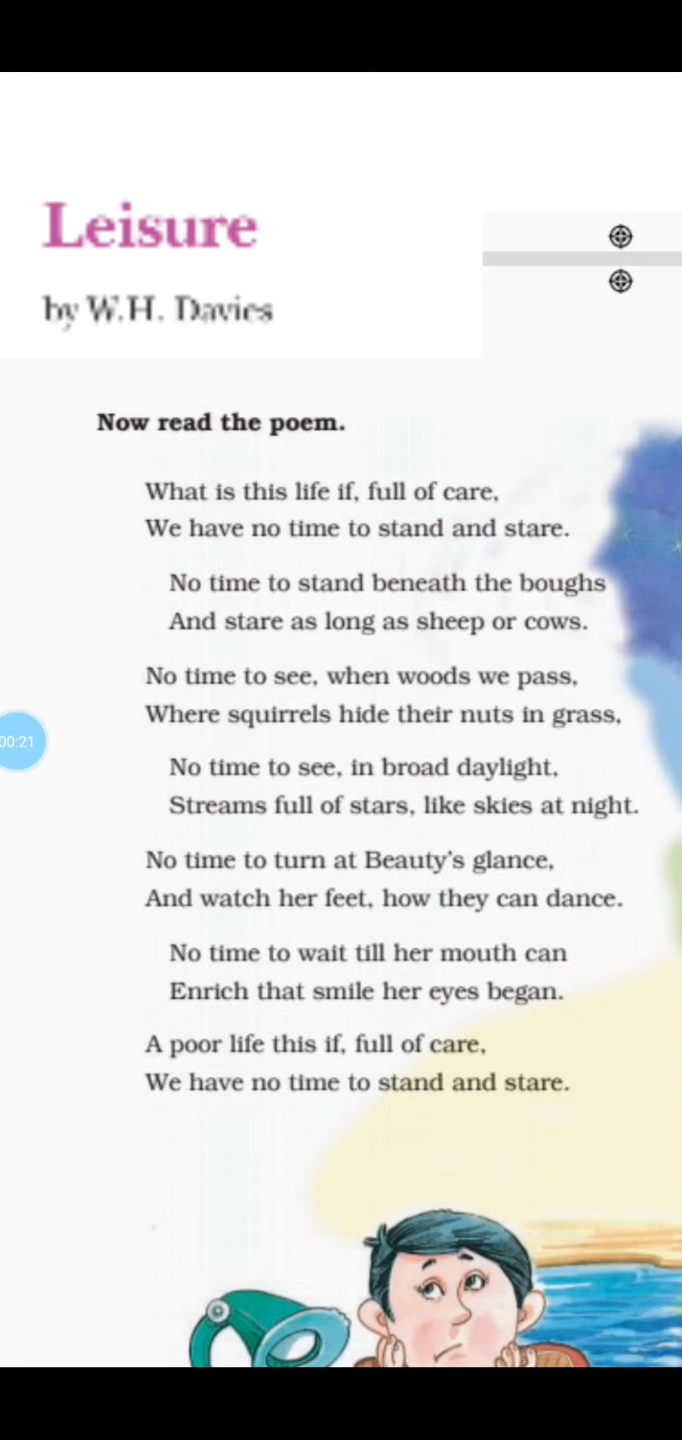 Leisure
by W.H. Davies
Now read the poem.
What is this life if, full of care,
We have no time to stand and stare.
No time to stand beneath the boughs
And stare as long as sheep or cows.
No time to see, when woods we pass,
Where squirrels hide their nuts in grass,
No time to see, in broad daylight,
Streams full of stars, like skies at night.
00:21
No time to turn at Beauty's glance,
And watch her feet, how they can dance.
No time to wait till her mouth can
Enrich that smile her eyes began.
A poor life this if, full of care,
We have no time to stand and stare.